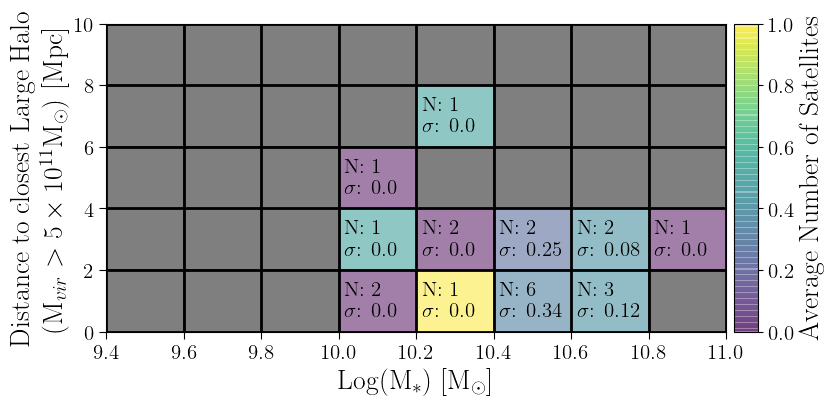 Distance to closest Large Halo
(M_vir > 5 × 10^11 M_⊙) [Mpc]
10
8
6
4
2
0
N: 1
σ: 0.0
N: 1
σ: 0.0
N: 1
σ: 0.0
N: 2
σ: 0.0
N: 2
σ: 0.25
N: 2
σ: 0.08
N: 1
σ: 0.0
N: 2
σ: 0.0
N: 1
σ: 0.0
N: 6
σ: 0.34
N: 3
σ: 0.12
9.4 9.6 9.8 10.0 10.2 10.4 10.6 10.8 11.0
Log(M_*) [M_⊙]
1.0
0.8
0.6
0.4
0.2
0.0
Average Number of Satellites